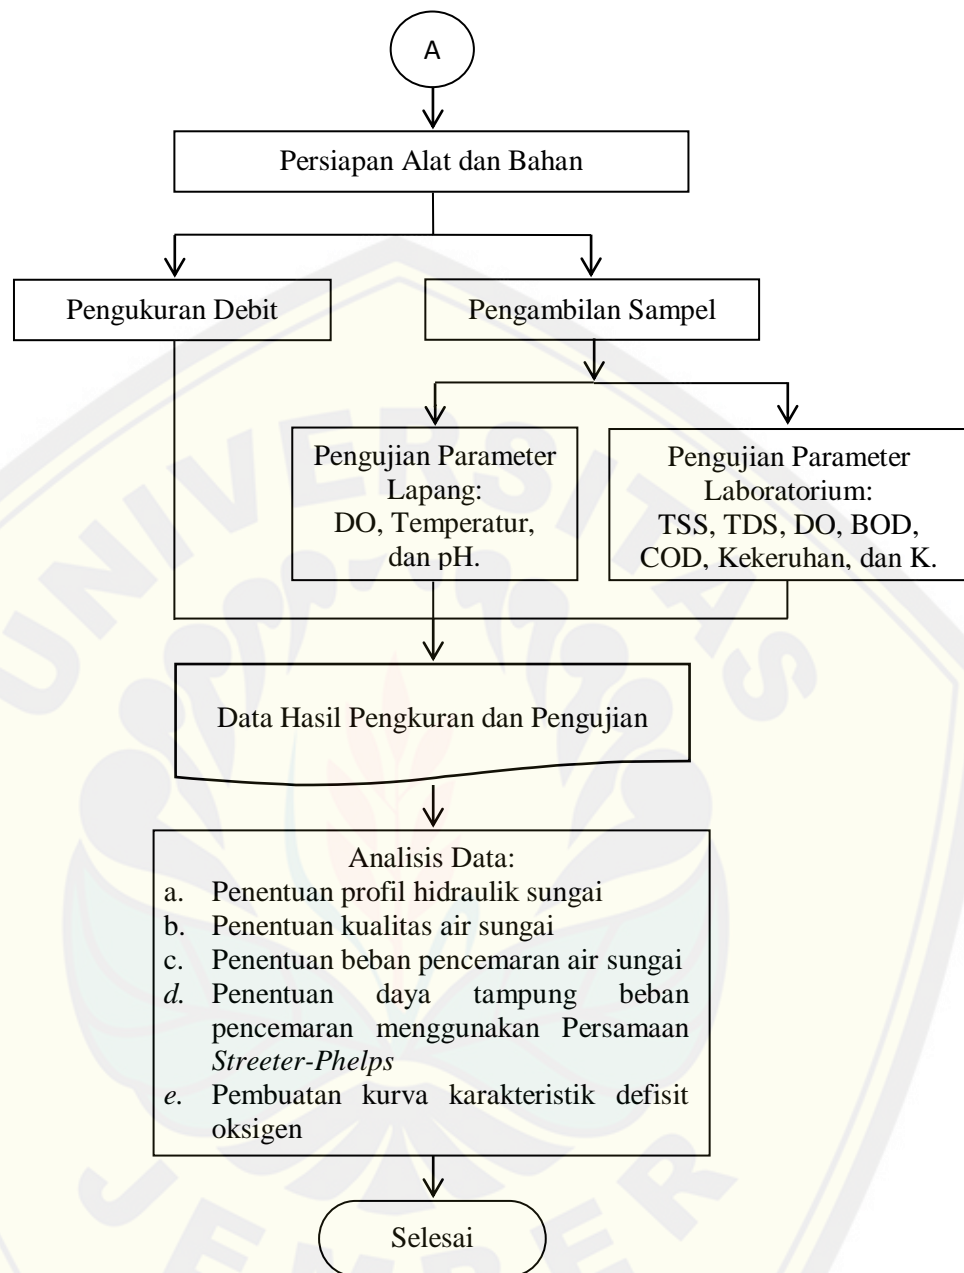 A
Persiapan Alat dan Bahan
Pengukuran Debit
Pengambilan Sampel
Pengujian Parameter
Lapang:
DO, Temperatur,
dan pH.
Pengujian Parameter
Laboratorium:
TSS, TDS, DO, BOD,
COD, Kekeruhan, dan K.
Data Hasil Pengkuran dan Pengujian
Analisis Data:
a. Penentuan profil hidraulik sungai
b. Penentuan kualitas air sungai
c. Penentuan beban pencemaran air sungai
d. Penentuan daya tampung beban
pencemaran menggunakan Persamaan
Streeter-Phelps
e. Pembuatan kurva karakteristik defisit
oksigen
Selesai
UNIVERSITAS
JEMBER